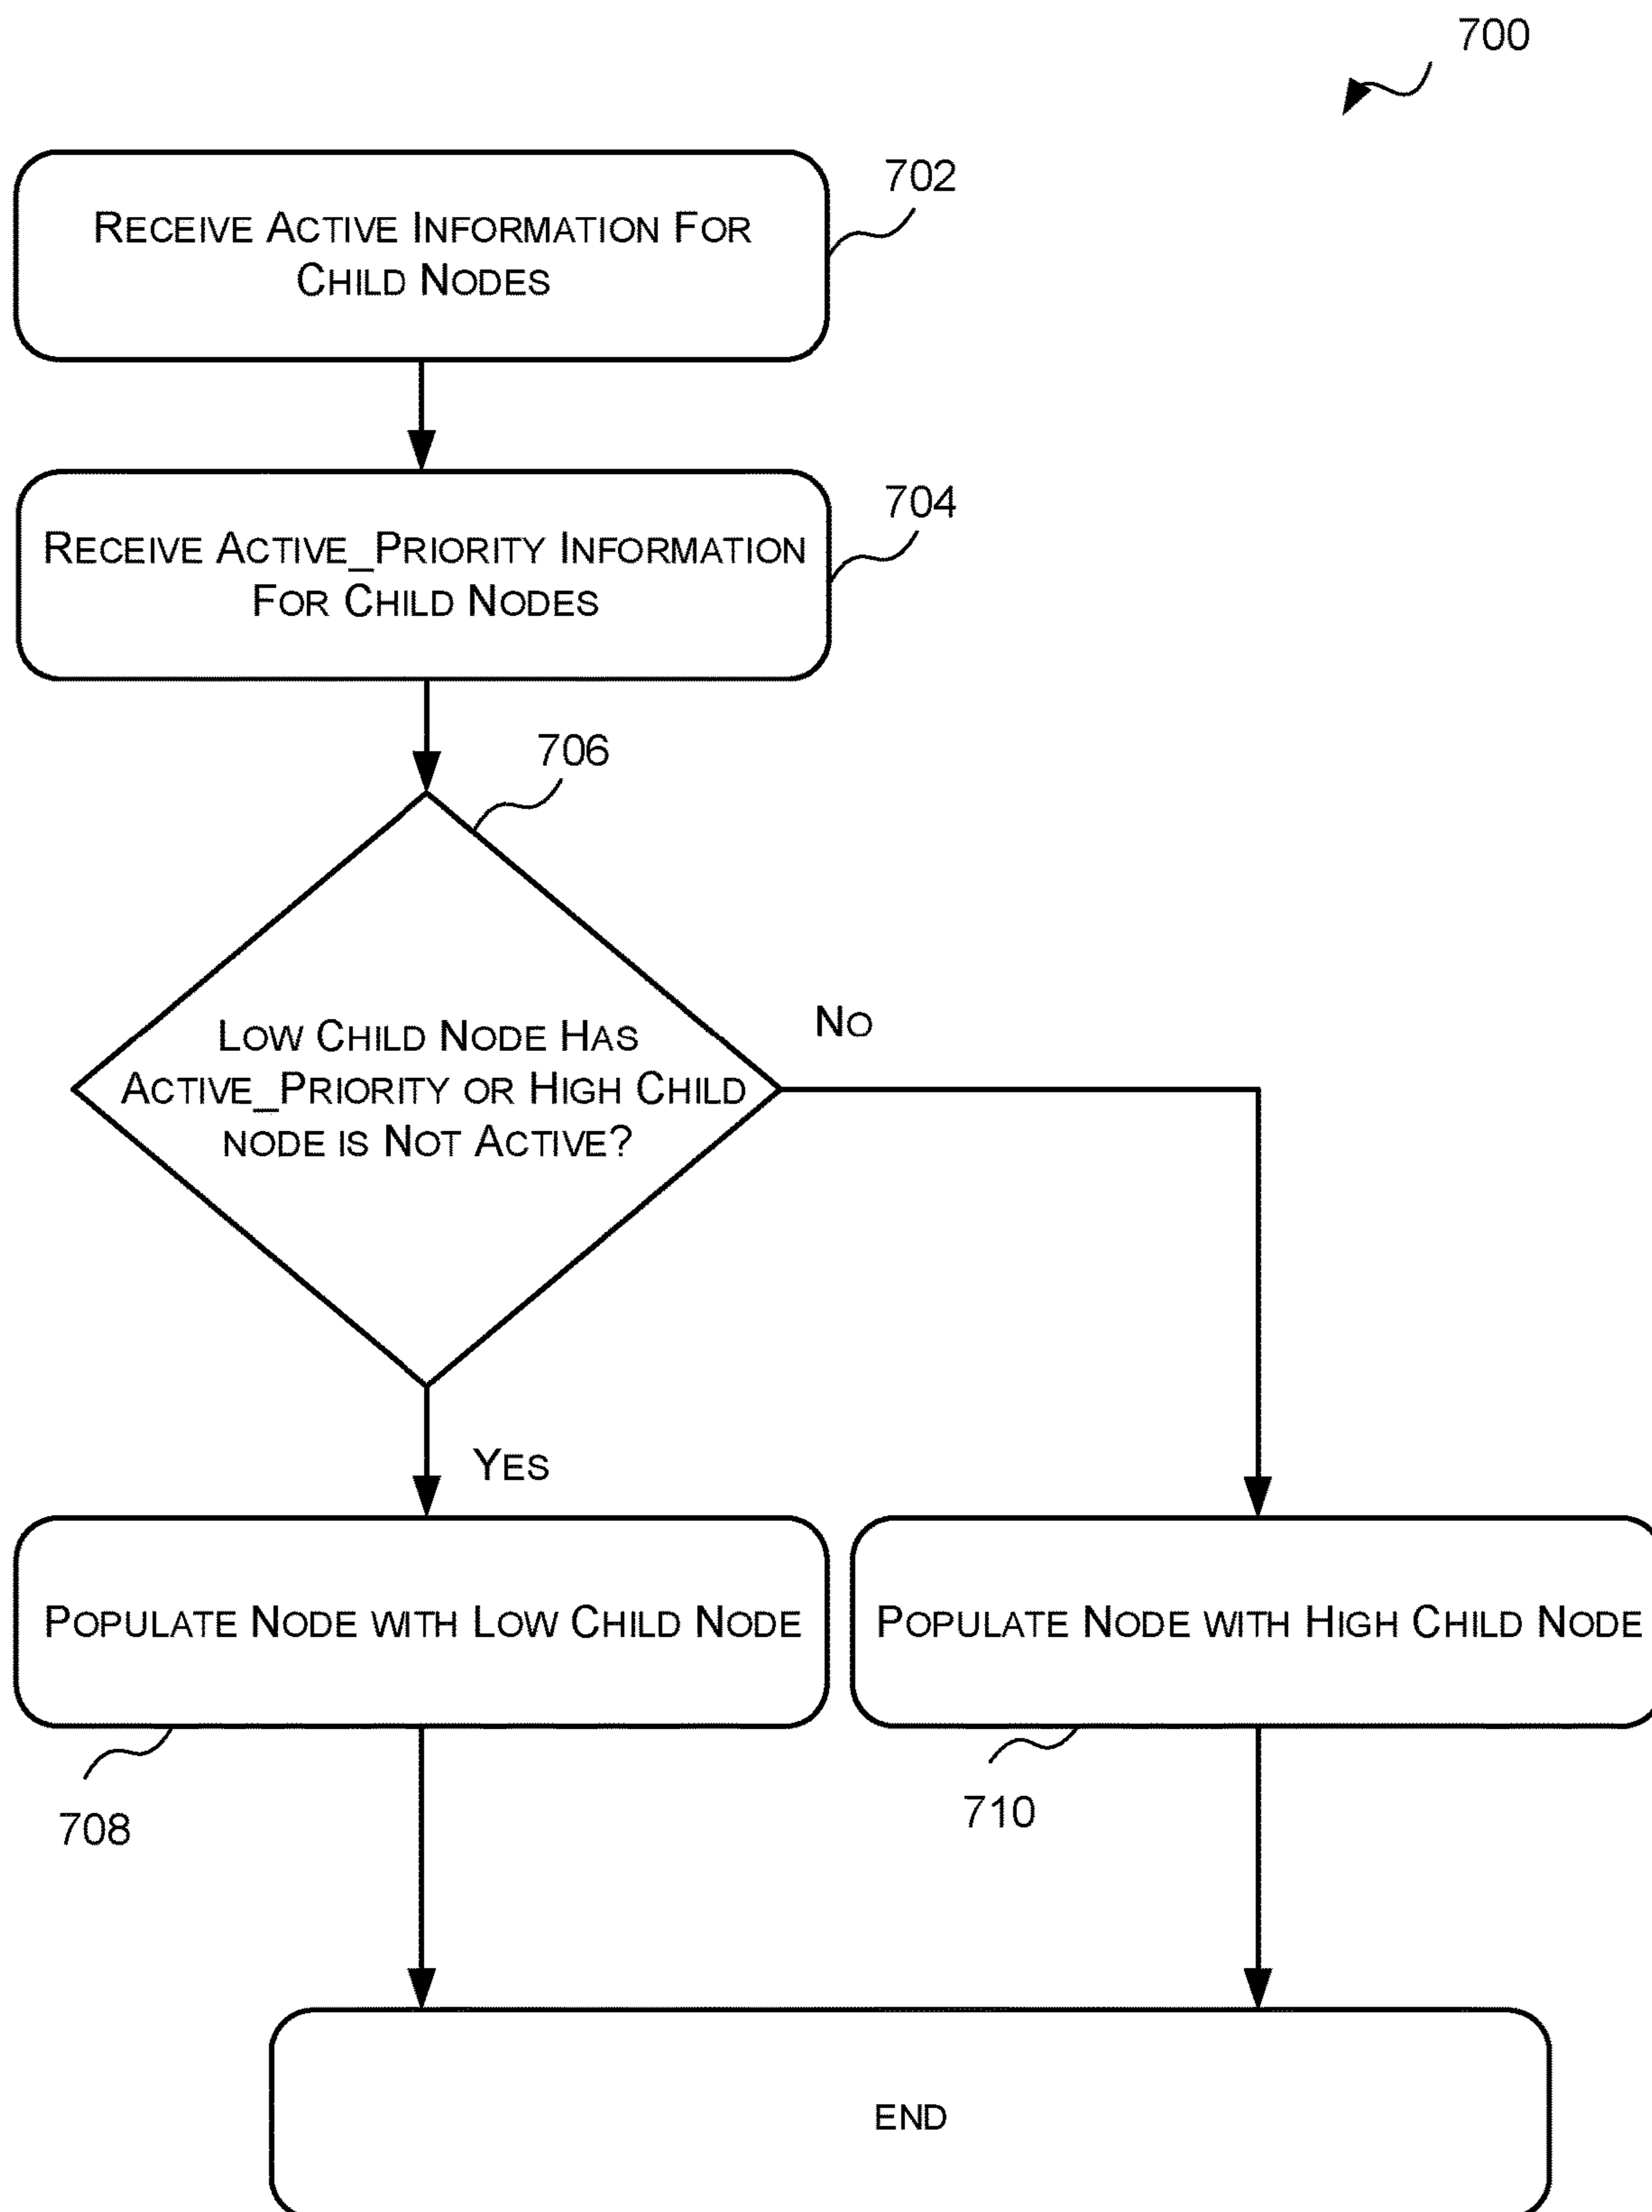 700
702
RECEIVE ACTIVE INFORMATION FOR
CHILD NODES
704
RECEIVE ACTIVE_PRIORITY INFORMATION
FOR CHILD NODES
706
LOW CHILD NODE HAS
ACTIVE_PRIORITY OR HIGH CHILD
NODE IS NOT ACTIVE?
NO
YES
POPULATE NODE WITH LOW CHILD NODE
POPULATE NODE WITH HIGH CHILD NODE
708
710
END